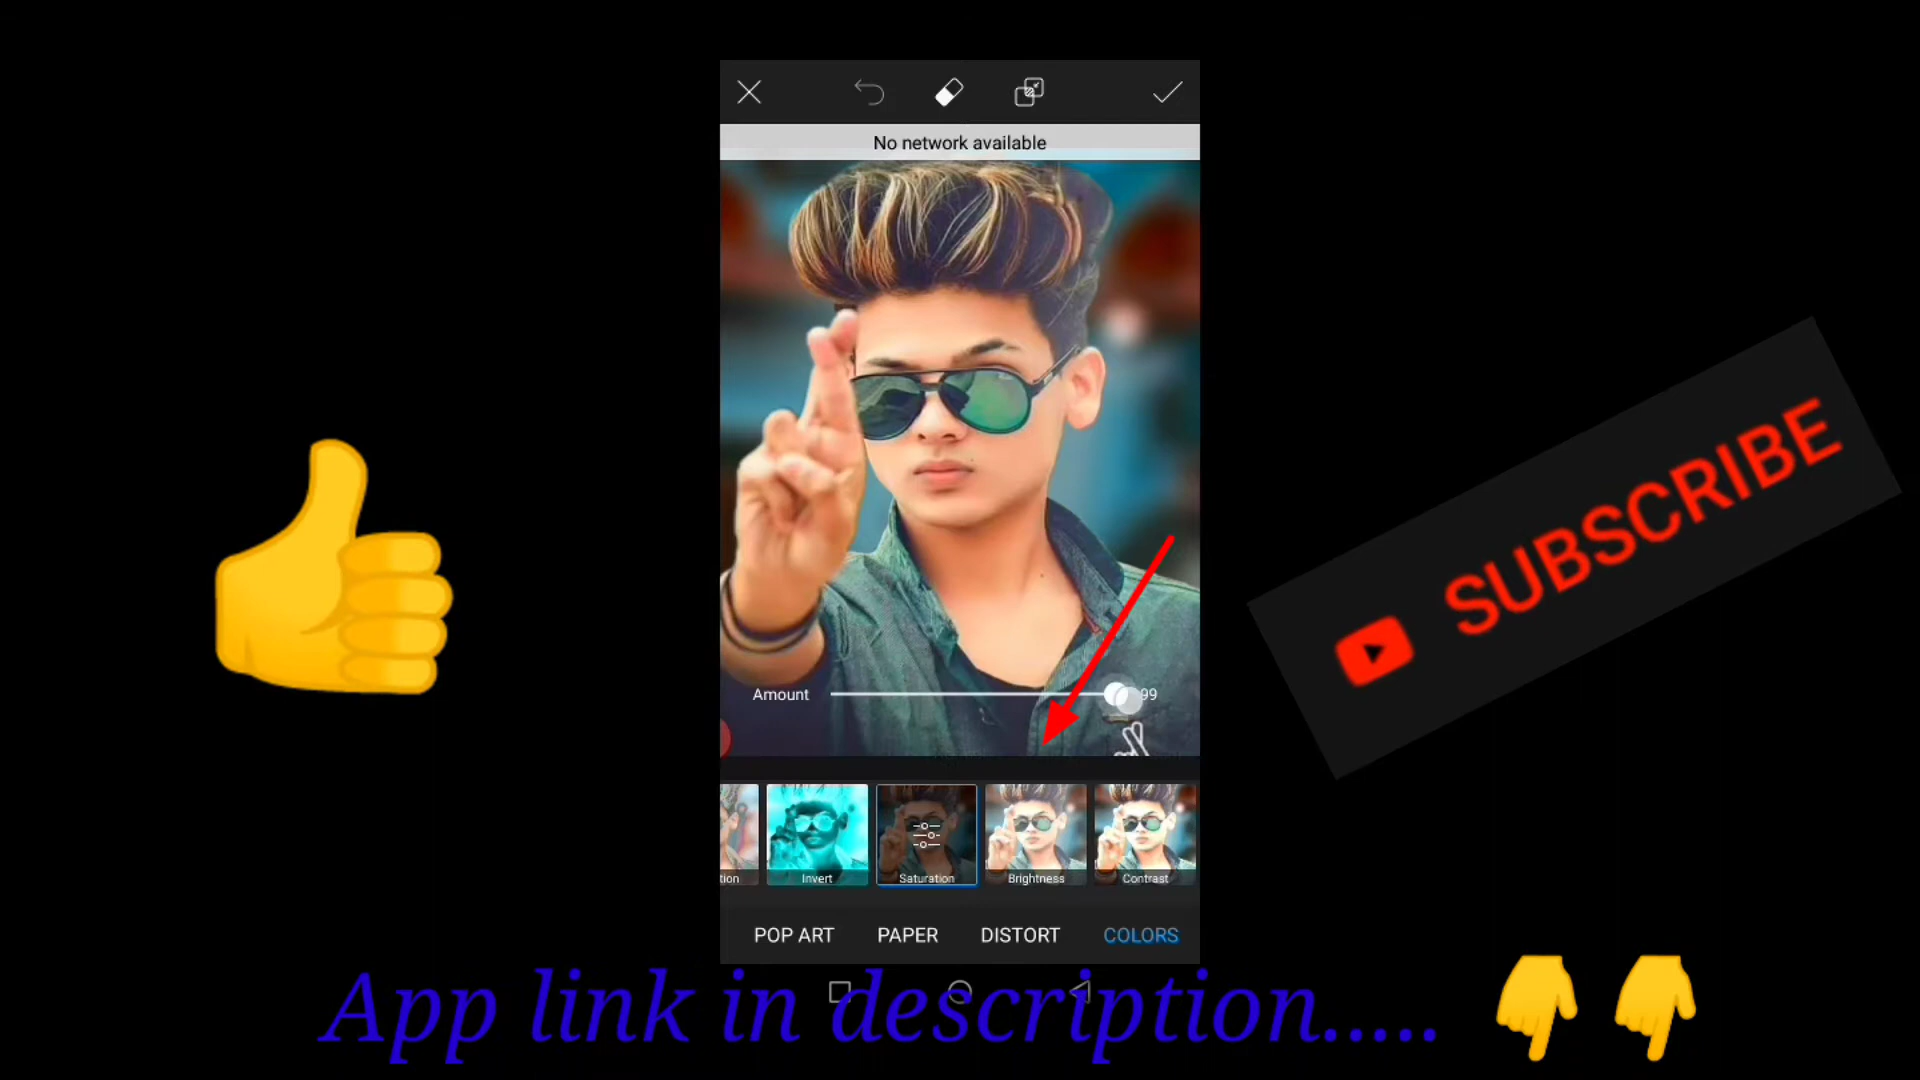 No network available
SUBSCRIBE
Amount 99
tion Invert Saturation Brightness Contrast
POP ART PAPER DISTORT COLORS
App link in description.....